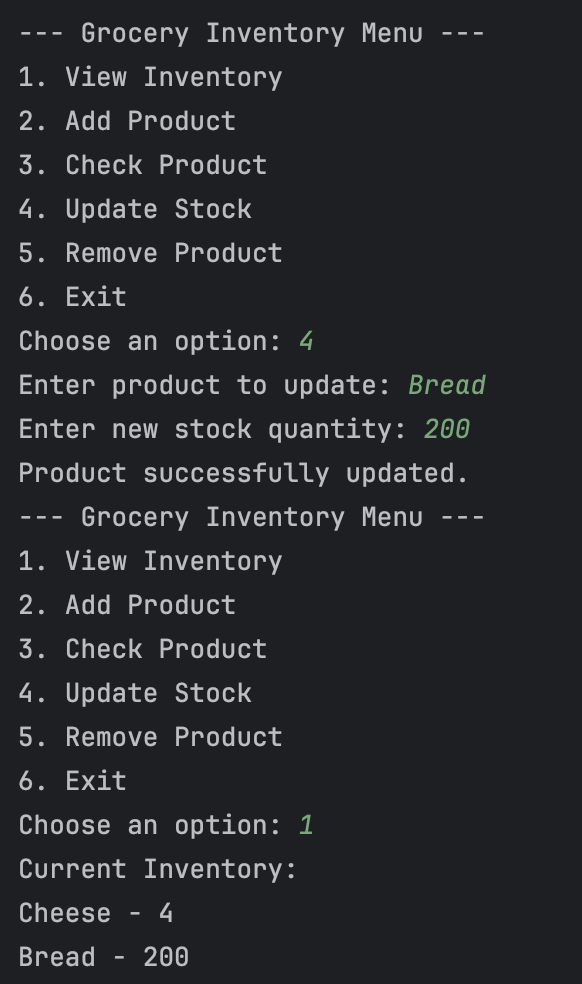 --- Grocery Inventory Menu ---
1. View Inventory
2. Add Product
3. Check Product
4. Update Stock
5. Remove Product
6. Exit
Choose an option: 4
Enter product to update: Bread
Enter new stock quantity: 200
Product successfully updated.
--- Grocery Inventory Menu ---
1. View Inventory
2. Add Product
3. Check Product
4. Update Stock
5. Remove Product
6. Exit
Choose an option: 1
Current Inventory:
Cheese - 4
Bread - 200